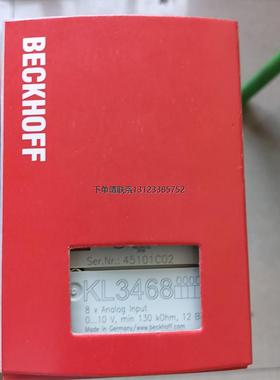 BECKHOFF
下单请联系13123385752
Ser.Nr.: 45101C02
KL3468
8 x Analog Input
0...10 V, min 130 kOhm, 12 B
Made in Germany/www.beckhoff.com